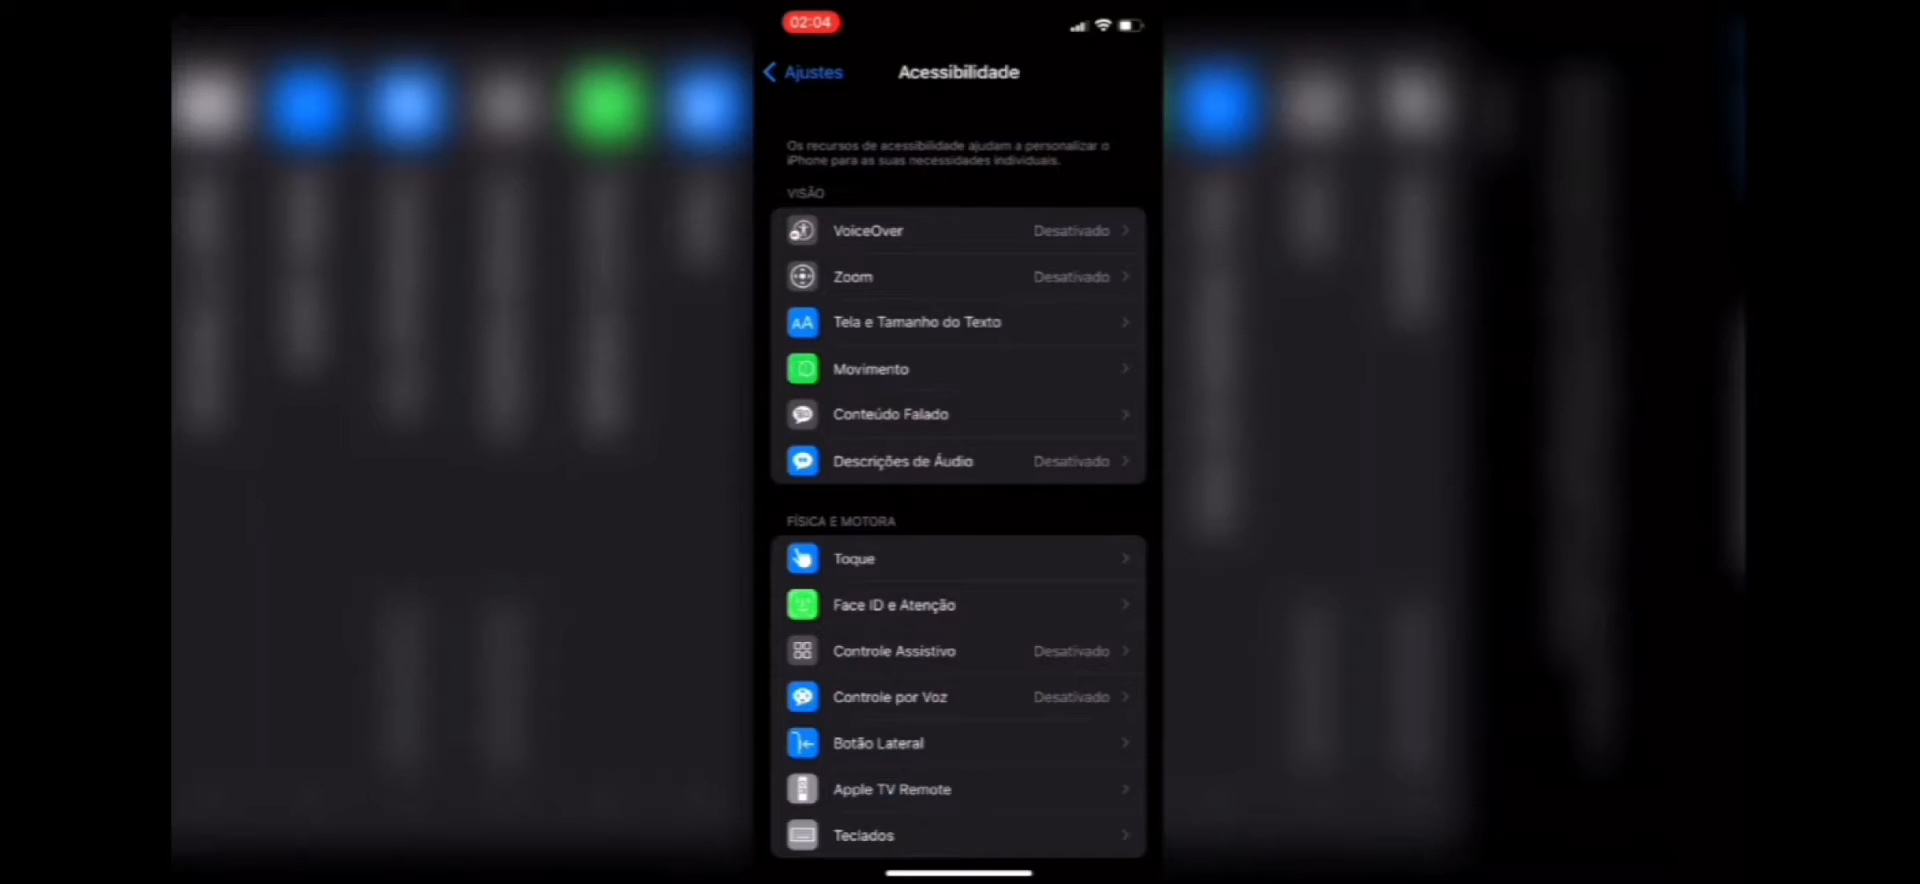 02:04
Ajustes
Acessibilidade
Os recursos de acessibilidade ajudam a personalizar o
iPhone para as suas necessidades individuais.
VISÃO
VoiceOver Desativado
Zoom Desativado
AA Tela e Tamanho do Texto
Movimento
Conteúdo Falado
Descrições de Áudio Desativado
FÍSICA E MOTORA
Toque
Face ID e Atenção
Controle Assistivo Desativado
Controle por Voz Desativado
Botão Lateral
Apple TV Remote
Teclados